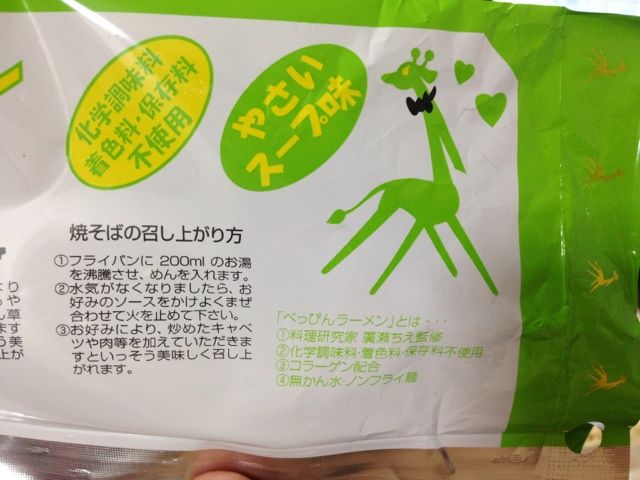 化学調味料
着色料・保存料
不使用
やさい
スープ味
焼そばの召し上がり方
①フライパンに 200ml のお湯
を沸騰させ、めんを入れます。
②水気がなくなりましたら、お
好みのソースをかけよくまぜ
合わせて火を止めて下さい。
③お好みにより、炒めたキャベ
ツや肉等を加えていただきま
すといっそう美味しく召し上
がれます。
「べっぴんラーメン」とは・・・
①料理研究家 廣瀬ちえ監修
②化学調味料・着色料・保存料不使用
③コラーゲン配合
④無かん水・ノンフライ麺